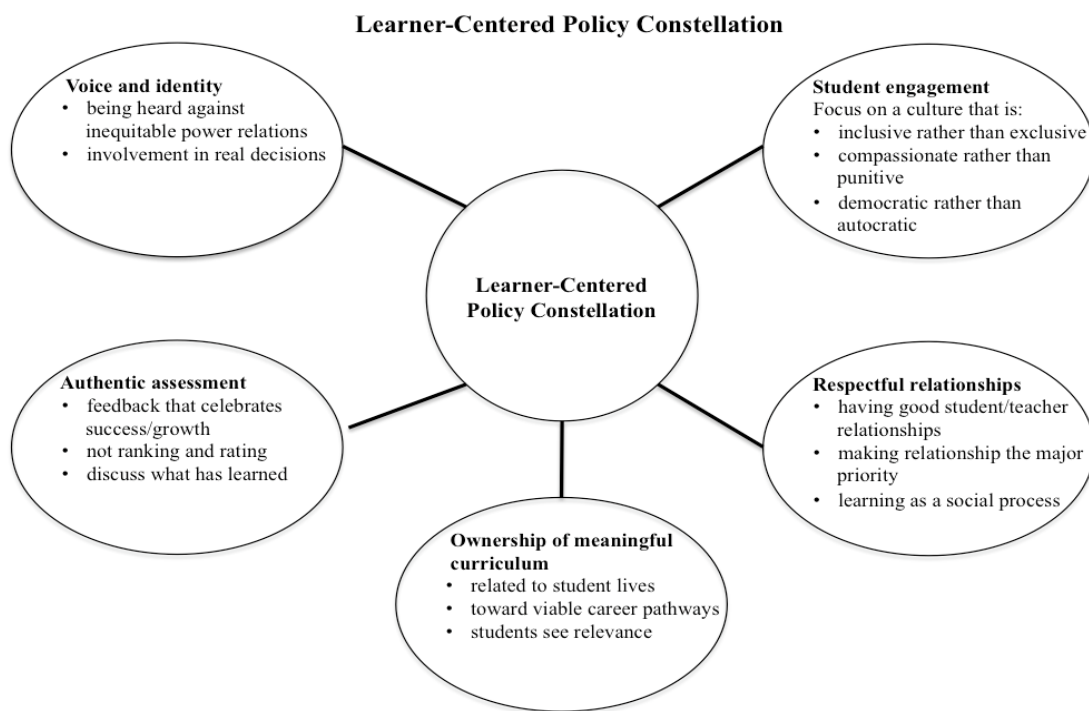 Learner-Centered Policy Constellation
Voice and identity
• being heard against
inequitable power relations
• involvement in real decisions
Student engagement
Focus on a culture that is:
• inclusive rather than exclusive
• compassionate rather than
punitive
• democratic rather than
autocratic
Learner-Centered
Policy Constellation
Authentic assessment
• feedback that celebrates
success/growth
• not ranking and rating
• discuss what has learned
Respectful relationships
• having good student/teacher
relationships
• making relationship the major
priority
• learning as a social process
Ownership of meaningful
curriculum
• related to student lives
• toward viable career pathways
• students see relevance